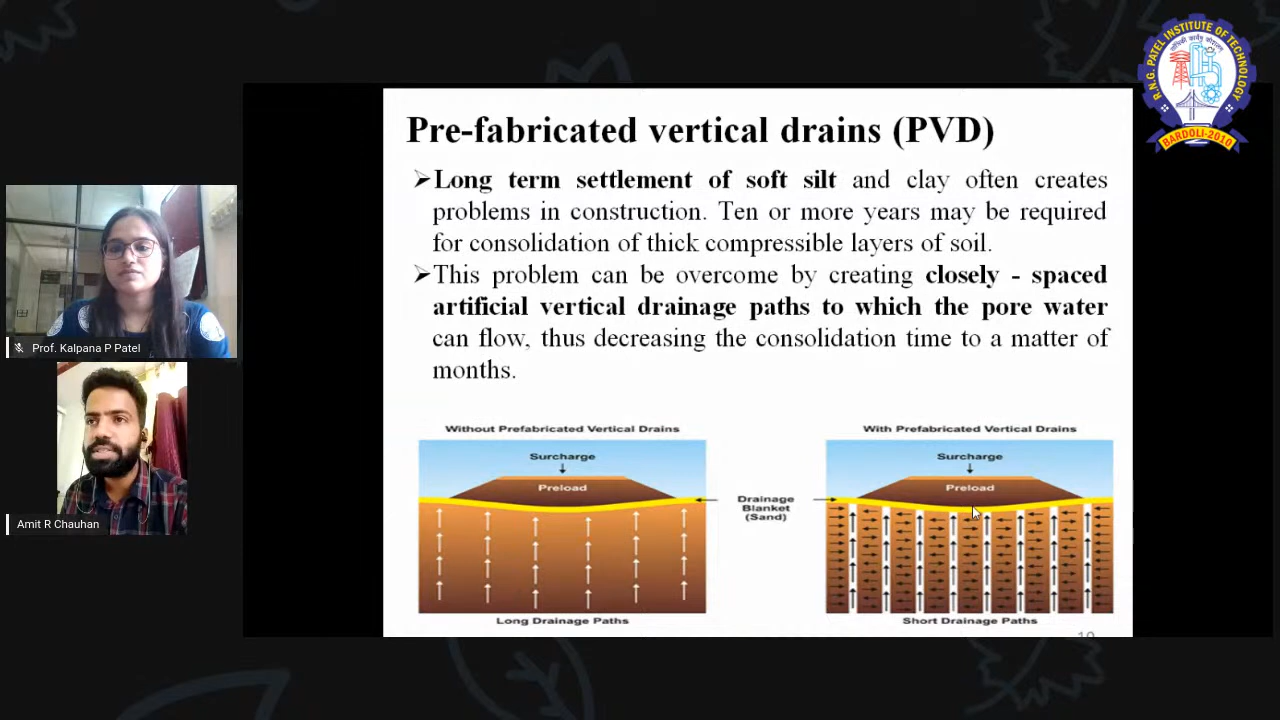 R.N.G. PATEL INSTITUTE OF TECHNOLOGY
BARDOLI-2010
Pre-fabricated vertical drains (PVD)
➢Long term settlement of soft silt and clay often creates
problems in construction. Ten or more years may be required
for consolidation of thick compressible layers of soil.
➢This problem can be overcome by creating closely - spaced
artificial vertical drainage paths to which the pore water
can flow, thus decreasing the consolidation time to a matter of
months.
Without Prefabricated Vertical Drains
Surcharge
Preload
Long Drainage Paths
Drainage
Blanket
(Sand)
With Prefabricated Vertical Drains
Surcharge
Preload
Short Drainage Paths
Prof. Kalpana P Patel
Amit R Chauhan